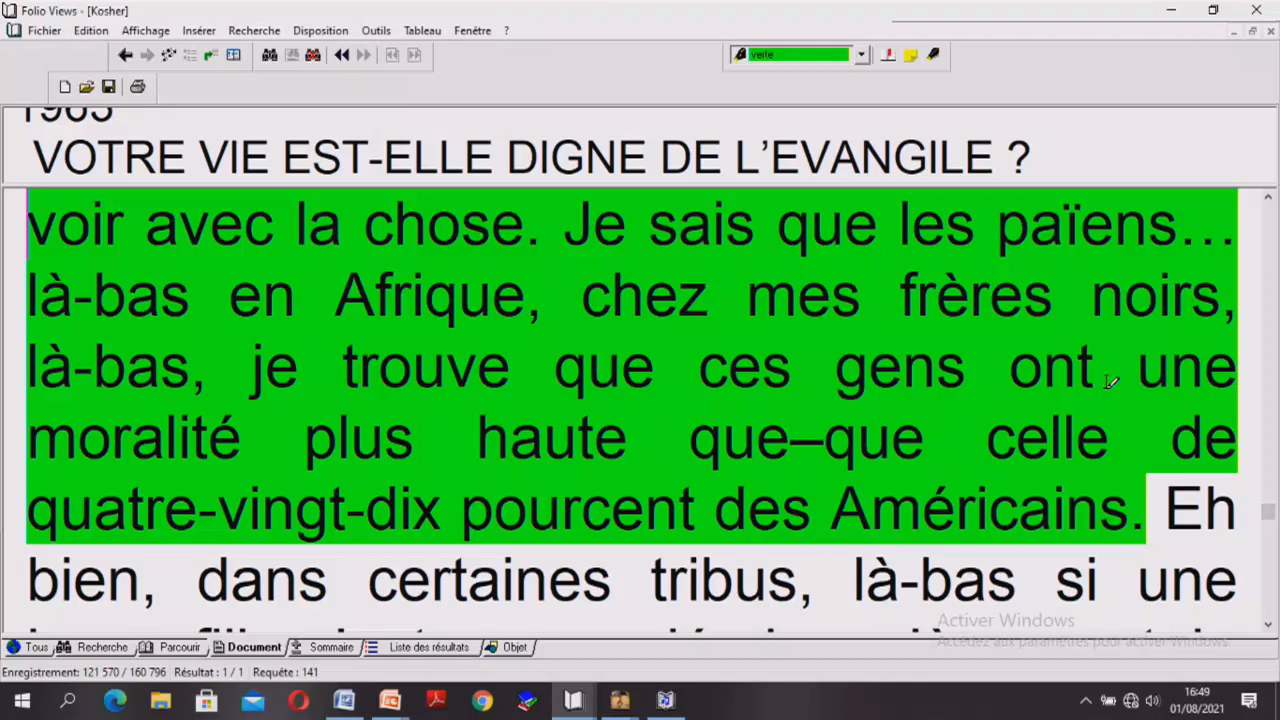 Folio Views - [Kosher]
Fichier Edition Affichage Insérer Recherche Disposition Outils Tableau Fenêtre ?
verte
1963
VOTRE VIE EST-ELLE DIGNE DE L’EVANGILE ?
voir avec la chose. Je sais que les païens…
là-bas en Afrique, chez mes frères noirs,
là-bas, je trouve que ces gens ont une
moralité plus haute que–que celle de
quatre-vingt-dix pourcent des Américains. Eh
bien, dans certaines tribus, là-bas si une
Activer Windows
Accédez aux paramètres pour activer Windows.
Tous Recherche Parcourir Document Sommaire Liste des résultats Objet
Enregistrement: 121 570 / 160 796 Résultat : 1 / 1 Requête : 141
16:49
01/08/2021